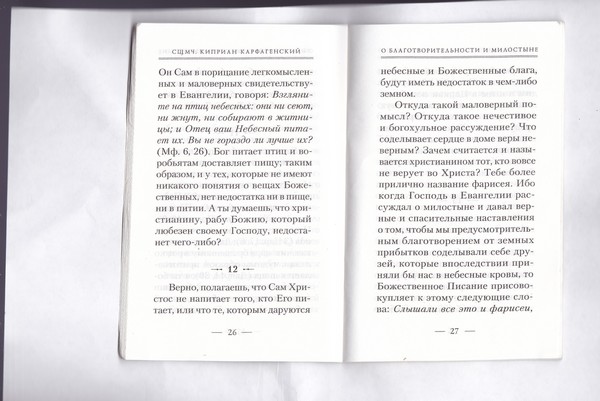 СЩМЧ. КИПРИАН КАРФАГЕНСКИЙ
Он Сам в порицание легкомыслен-
ных и маловерных свидетельству-
ет в Евангелии, говоря: Взгляни-
те на птиц небесных: они ни сеют,
ни жнут, ни собирают в житни-
цы; и Отец ваш Небесный питa-
ет их. Вы не гораздо ли лучше их?
(Мф. 6, 26). Бог питает птиц и во-
робьятам доставляет пищу; таким
образом, и у тех, которые не имеют
никакого понятия о вещах Боже-
ственных, нет недостатка ни в пище,
ни в питии. А ты думаешь, что хри-
стианину, рабу Божию, который
любезен своему Господу, недоста-
нет чего-либо?
12
Верно, полагаешь, что Сам Хри-
стос не напитает того, кто Его пи-
тает, или что те, которым даруются
— 26 —
О БЛАГОТВОРИТЕЛЬНОСТИ И МИЛОСТЫНЕ
небесные и Божественные блага,
будут иметь недостаток в чем-либо
земном.
Откуда такой маловерный по-
мысл? Откуда такое нечестивое
и богохульное рассуждение? Что
соделывает сердце в доме веры не-
верным? Зачем считается и назы-
вается христианином тот, кто вовсе
не верует во Христа? Тебе более
прилично название фарисея. Ибо
когда Господь в Евангелии рас-
суждал о милостыне и давал вер-
ные и спасительные наставления
о том, чтобы мы предусмотритель-
ным благотворением от земных
прибытков соделывали себе дру-
зей, которые впоследствии приня-
ли бы нас в небесные кровы, то
Божественное Писание присово-
купляет к этому следующие сло-
ва: Слышали все это и фарисеи,
— 27 —